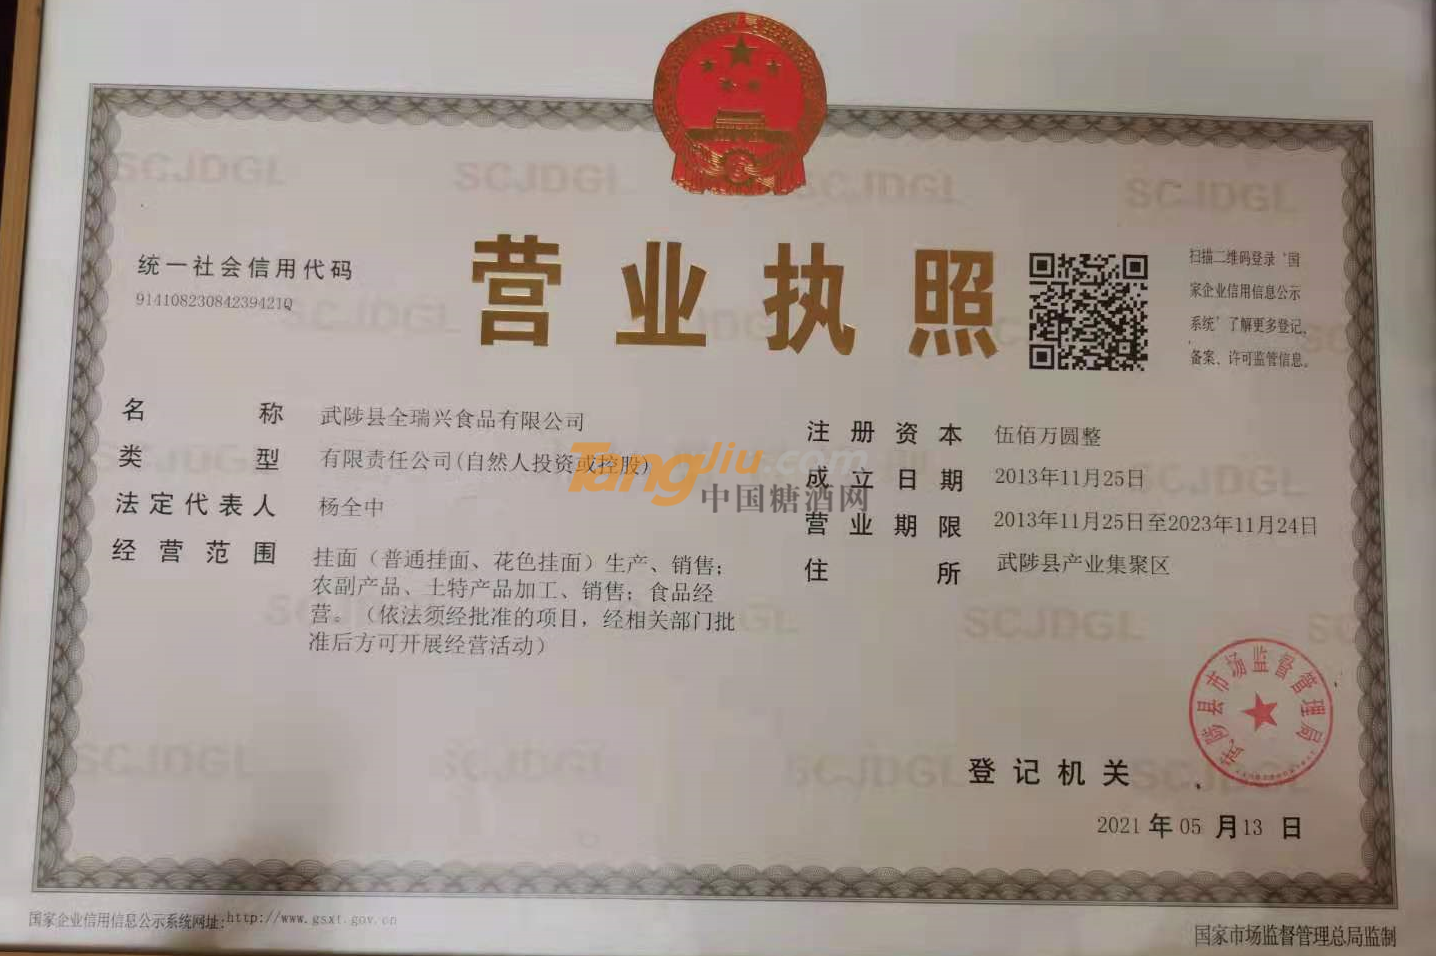 营业执照
统一社会信用代码
91410823084239421Q
扫描二维码登录‘国
家企业信用信息公示
系统’了解更多登记、
备案、许可监管信息。
名称 武陟县全瑞兴食品有限公司
类型 有限责任公司(自然人投资或控股)
法定代表人 杨全中
经营范围 挂面（普通挂面、花色挂面）生产、销售；
农副产品、土特产品加工、销售；食品经
营。（依法须经批准的项目，经相关部门批
准后方可开展经营活动）
注册资本 伍佰万圆整
成立日期 2013年11月25日
营业期限 2013年11月25日至2023年11月24日
住所 武陟县产业集聚区
TangJiu.com
中国糖酒网
武陟县市场监督管理局
登记机关
2021 年 05 月 13 日
国家企业信用信息公示系统网址:http://www.gsxt.gov.cn
国家市场监督管理总局监制
SCJDGL